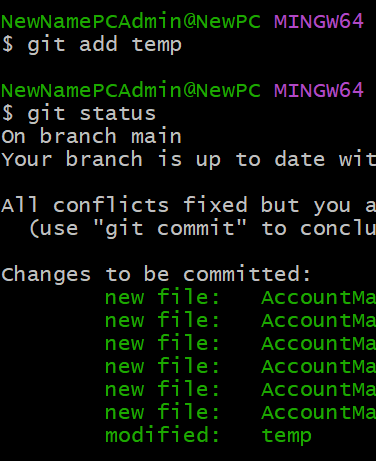 NewNamePCAdmin@NewPC MINGW64
$ git add temp
NewNamePCAdmin@NewPC MINGW64
$ git status
On branch main
Your branch is up to date wit
All conflicts fixed but you a
(use "git commit" to conclu
Changes to be committed:
new file: AccountMa
new file: AccountMa
new file: AccountMa
new file: AccountMa
new file: AccountMa
new file: AccountMa
modified: temp